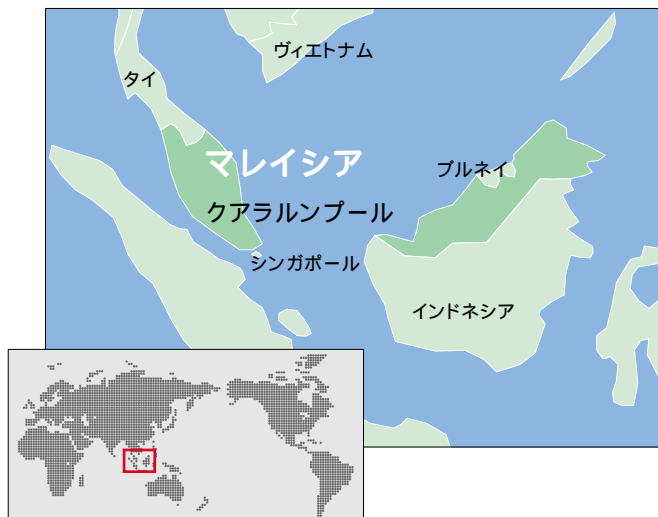 ヴィエトナム
タイ
マレイシア
ブルネイ
クアラルンプール
シンガポール
インドネシア